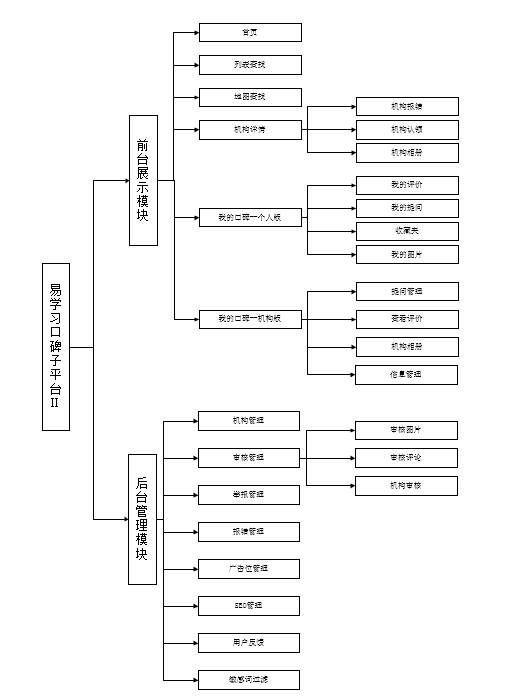 易学习口碑子平台II
前台展示模块
首页
列表查找
地图查找
机构详情
机构报错
机构认领
机构相册
我的口碑—个人版
我的评价
我的提问
收藏夹
我的图片
我的口碑—机构版
提问管理
查看评价
机构相册
信息管理
后台管理模块
机构管理
审核管理
审核图片
审核评论
机构审核
举报管理
报错管理
广告位管理
SEO管理
用户反馈
敏感词过滤